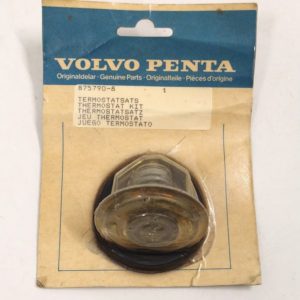 VOLVO PENTA
Originaldelar · Genuine Parts · Originalteile · Pièces d'origine
875790-8 1
TERMOSTATSATS
THERMOSTAT KIT
THERMOSTATSATZ
JEU THERMOSTAT
JUEGO TERMOSTATO